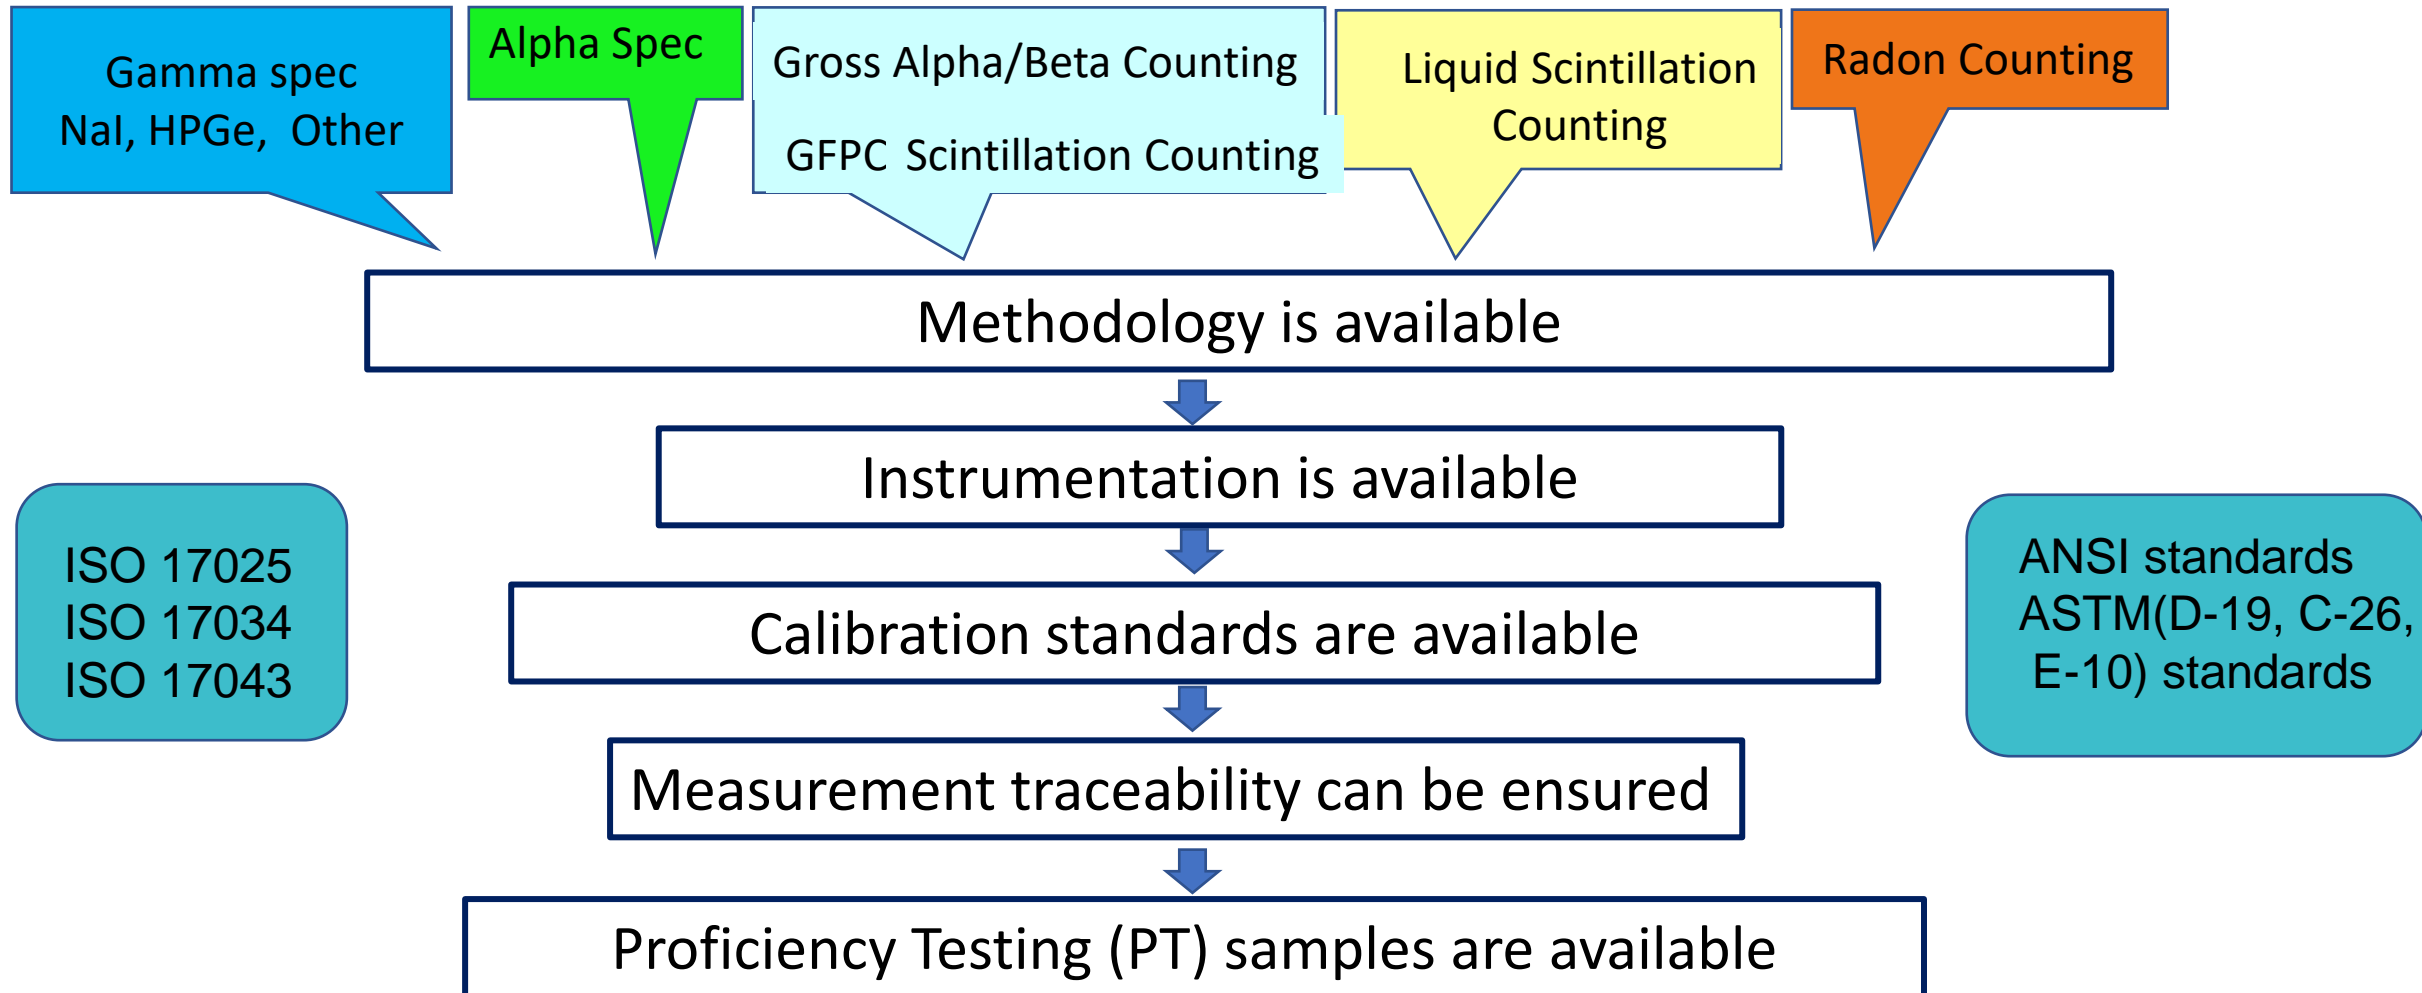 Gamma spec
NaI, HPGe, Other
Alpha Spec
Gross Alpha/Beta Counting
GFPC Scintillation Counting
Liquid Scintillation
Counting
Radon Counting
Methodology is available
Instrumentation is available
ISO 17025
ISO 17034
ISO 17043
ANSI standards
ASTM(D-19, C-26,
E-10) standards
Calibration standards are available
Measurement traceability can be ensured
Proficiency Testing (PT) samples are available